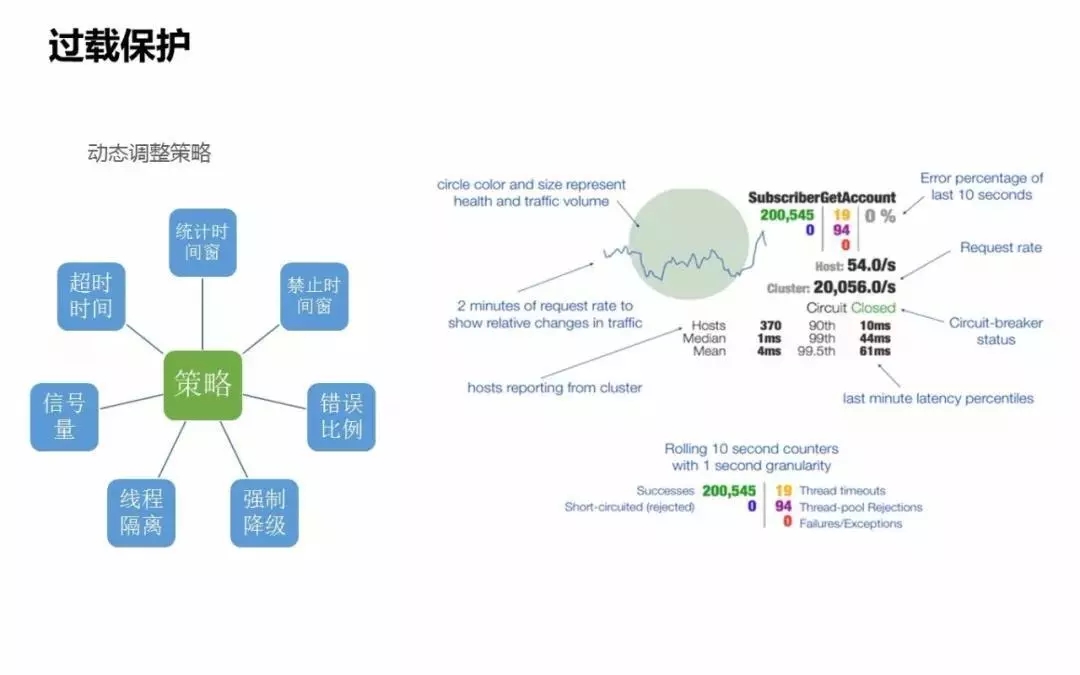 过载保护
动态调整策略
统计时
间窗
超时
时间
禁止时
间窗
策略
信号
量
错误
比例
线程
隔离
强制
降级
circle color and size represent
health and traffic volume
Error percentage of
last 10 seconds
SubscriberGetAccount
200,545 19 0 %
0 94
0
Request rate
Host: 54.0/s
Cluster: 20,056.0/s
2 minutes of request rate to
show relative changes in traffic
Circuit Closed
Circuit-breaker
status
Hosts 370 90th 10ms
Median 1ms 99th 44ms
Mean 4ms 99.5th 61ms
hosts reporting from cluster
last minute latency percentiles
Rolling 10 second counters
with 1 second granularity
Successes 200,545 19 Thread timeouts
Short-circuited (rejected) 0 94 Thread-pool Rejections
0 Failures/Exceptions